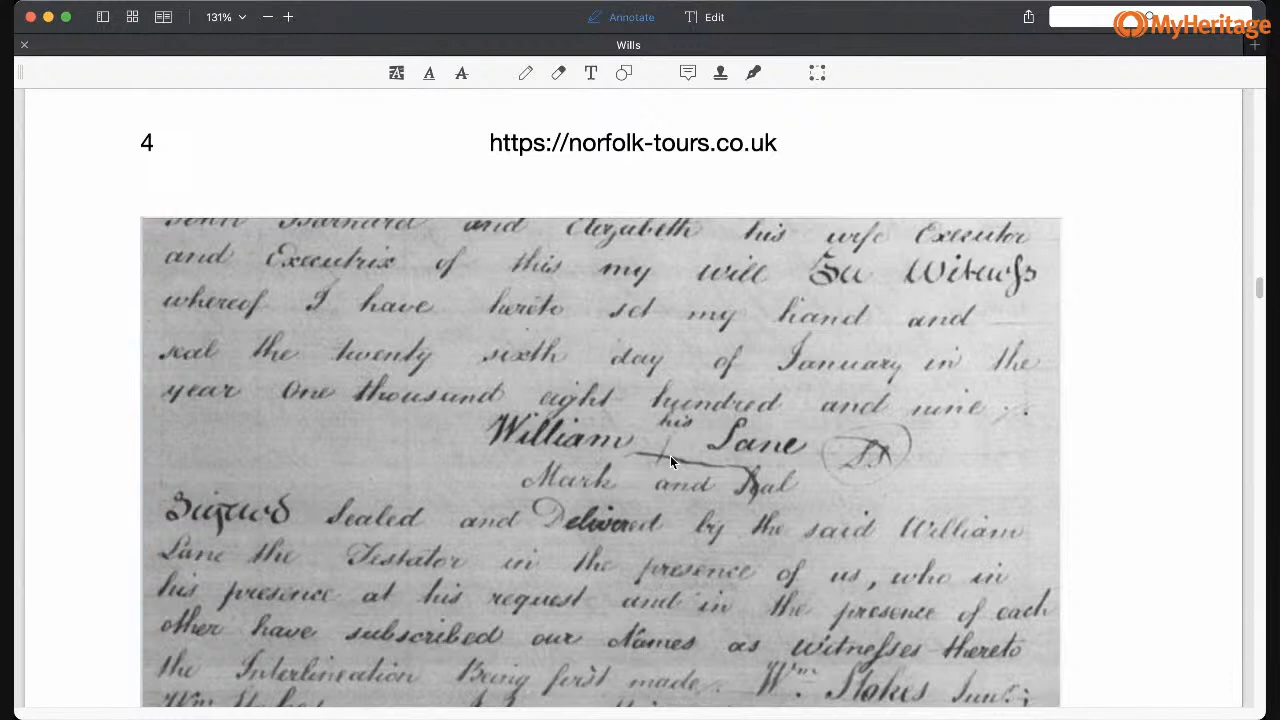 131%
Annotate
Edit
MyHeritage
Wills
T
4
https://norfolk-tours.co.uk
John Barnard and Elizabeth his wife Executor
and Executrix of this my will In Witness
whereof I have hereto set my hand and
seal the twenty sixth day of January in the
year One thousand eight hundred and nine
his
William Lane
Mark and Seal
Signed Sealed and Delivered by the said William
Lane the Testator in the presence of us, who in
his presence at his request and in the presence of each
other have subscribed our Names as Witnesses thereto
the Interlineation Being first made. Wm. Stokes Junr.;
Wm Stokes